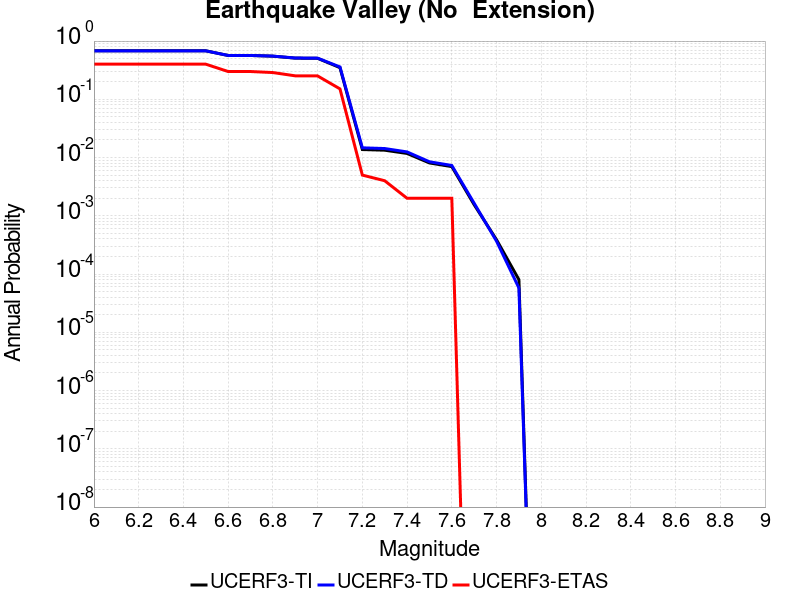 Earthquake Valley (No  Extension)
10^0
10^-1
10^-2
10^-3
10^-4
10^-5
10^-6
10^-7
10^-8
Annual Probability
6 6.2 6.4 6.6 6.8 7 7.2 7.4 7.6 7.8 8 8.2 8.4 8.6 8.8 9
Magnitude
UCERF3-TI UCERF3-TD UCERF3-ETAS